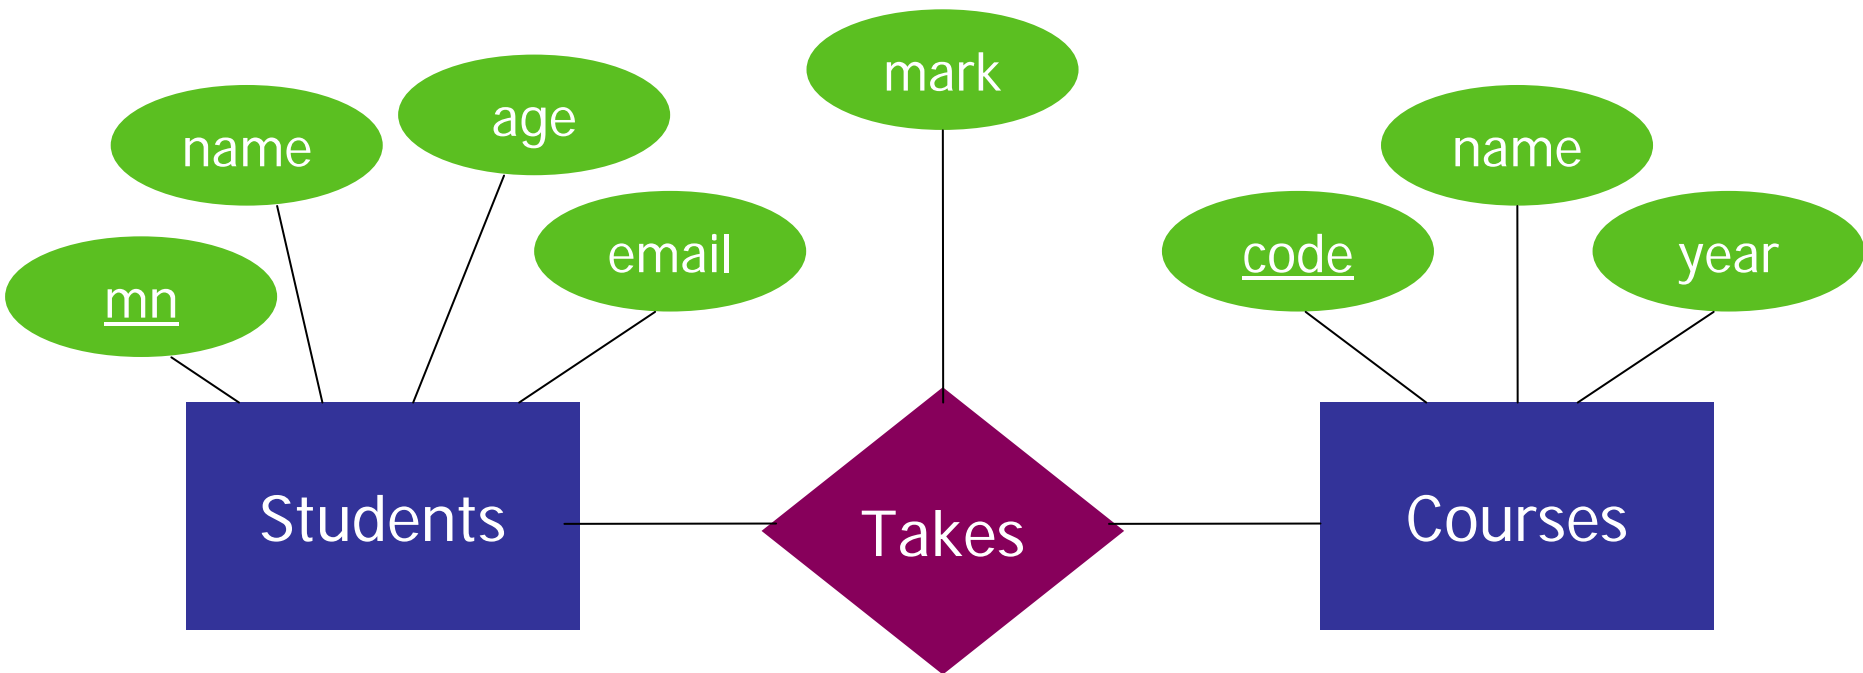 mark
age
name
name
email
code
year
mn
Students
Takes
Courses